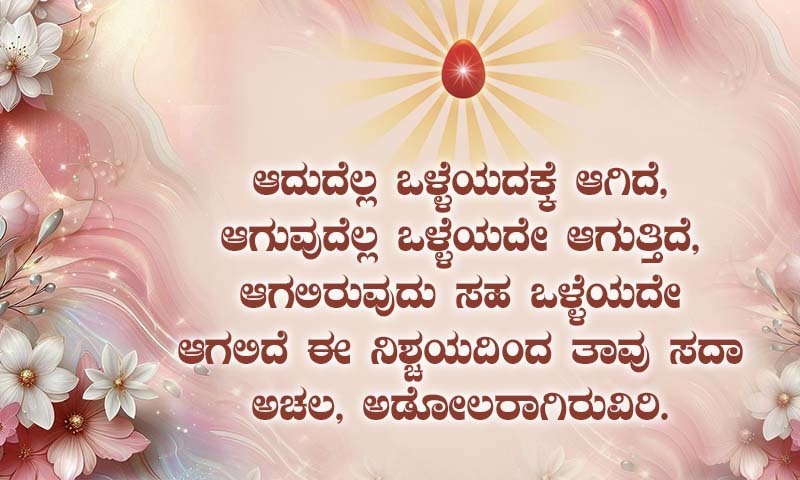 ಆದುದೆಲ್ಲ ಒಳ್ಳೆಯದಕ್ಕೆ ಆಗಿದೆ,
ಆಗುವುದೆಲ್ಲ ಒಳ್ಳೆಯದೇ ಆಗುತ್ತಿದೆ,
ಆಗಲಿರುವುದು ಸಹ ಒಳ್ಳೆಯದೇ
ಆಗಲಿದೆ ಈ ನಿಶ್ಚಯದಿಂದ ತಾವು ಸದಾ
ಅಚಲ, ಅಡೋಲರಾಗಿರುವಿರಿ.